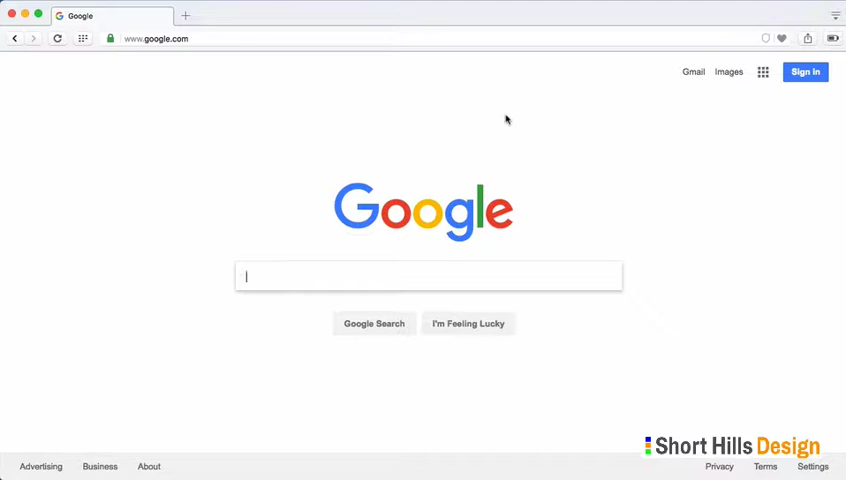 Google
www.google.com
Gmail Images Sign in
Google
Google Search I'm Feeling Lucky
Short Hills Design
Advertising Business About Privacy Terms Settings